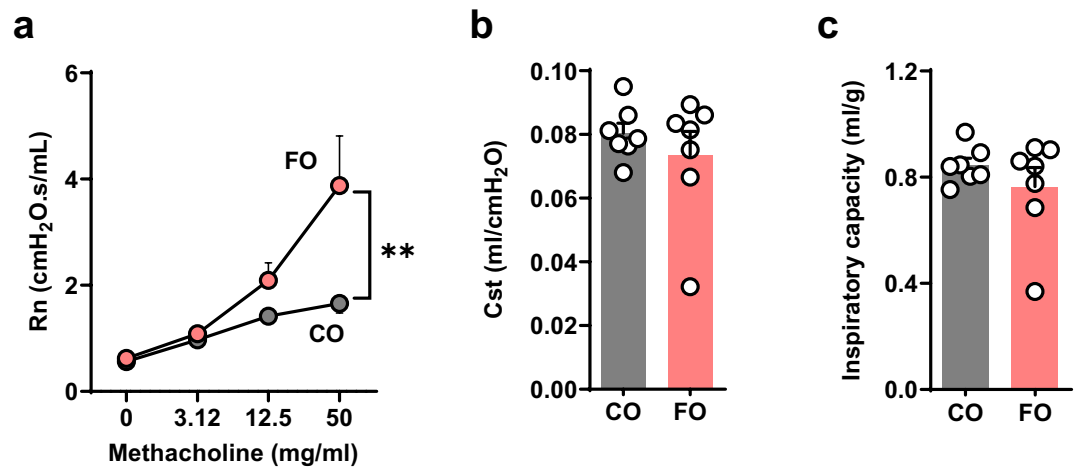 a
Rn (cmH₂O.s/mL)
6
4
2
0
FO
**
CO
0 3.12 12.5 50
Methacholine (mg/ml)
b
Cst (ml/cmH₂O)
0.10
0.08
0.06
0.04
0.02
0.00
CO FO
c
Inspiratory capacity (ml/g)
1.2
0.8
0.4
0.0
CO FO